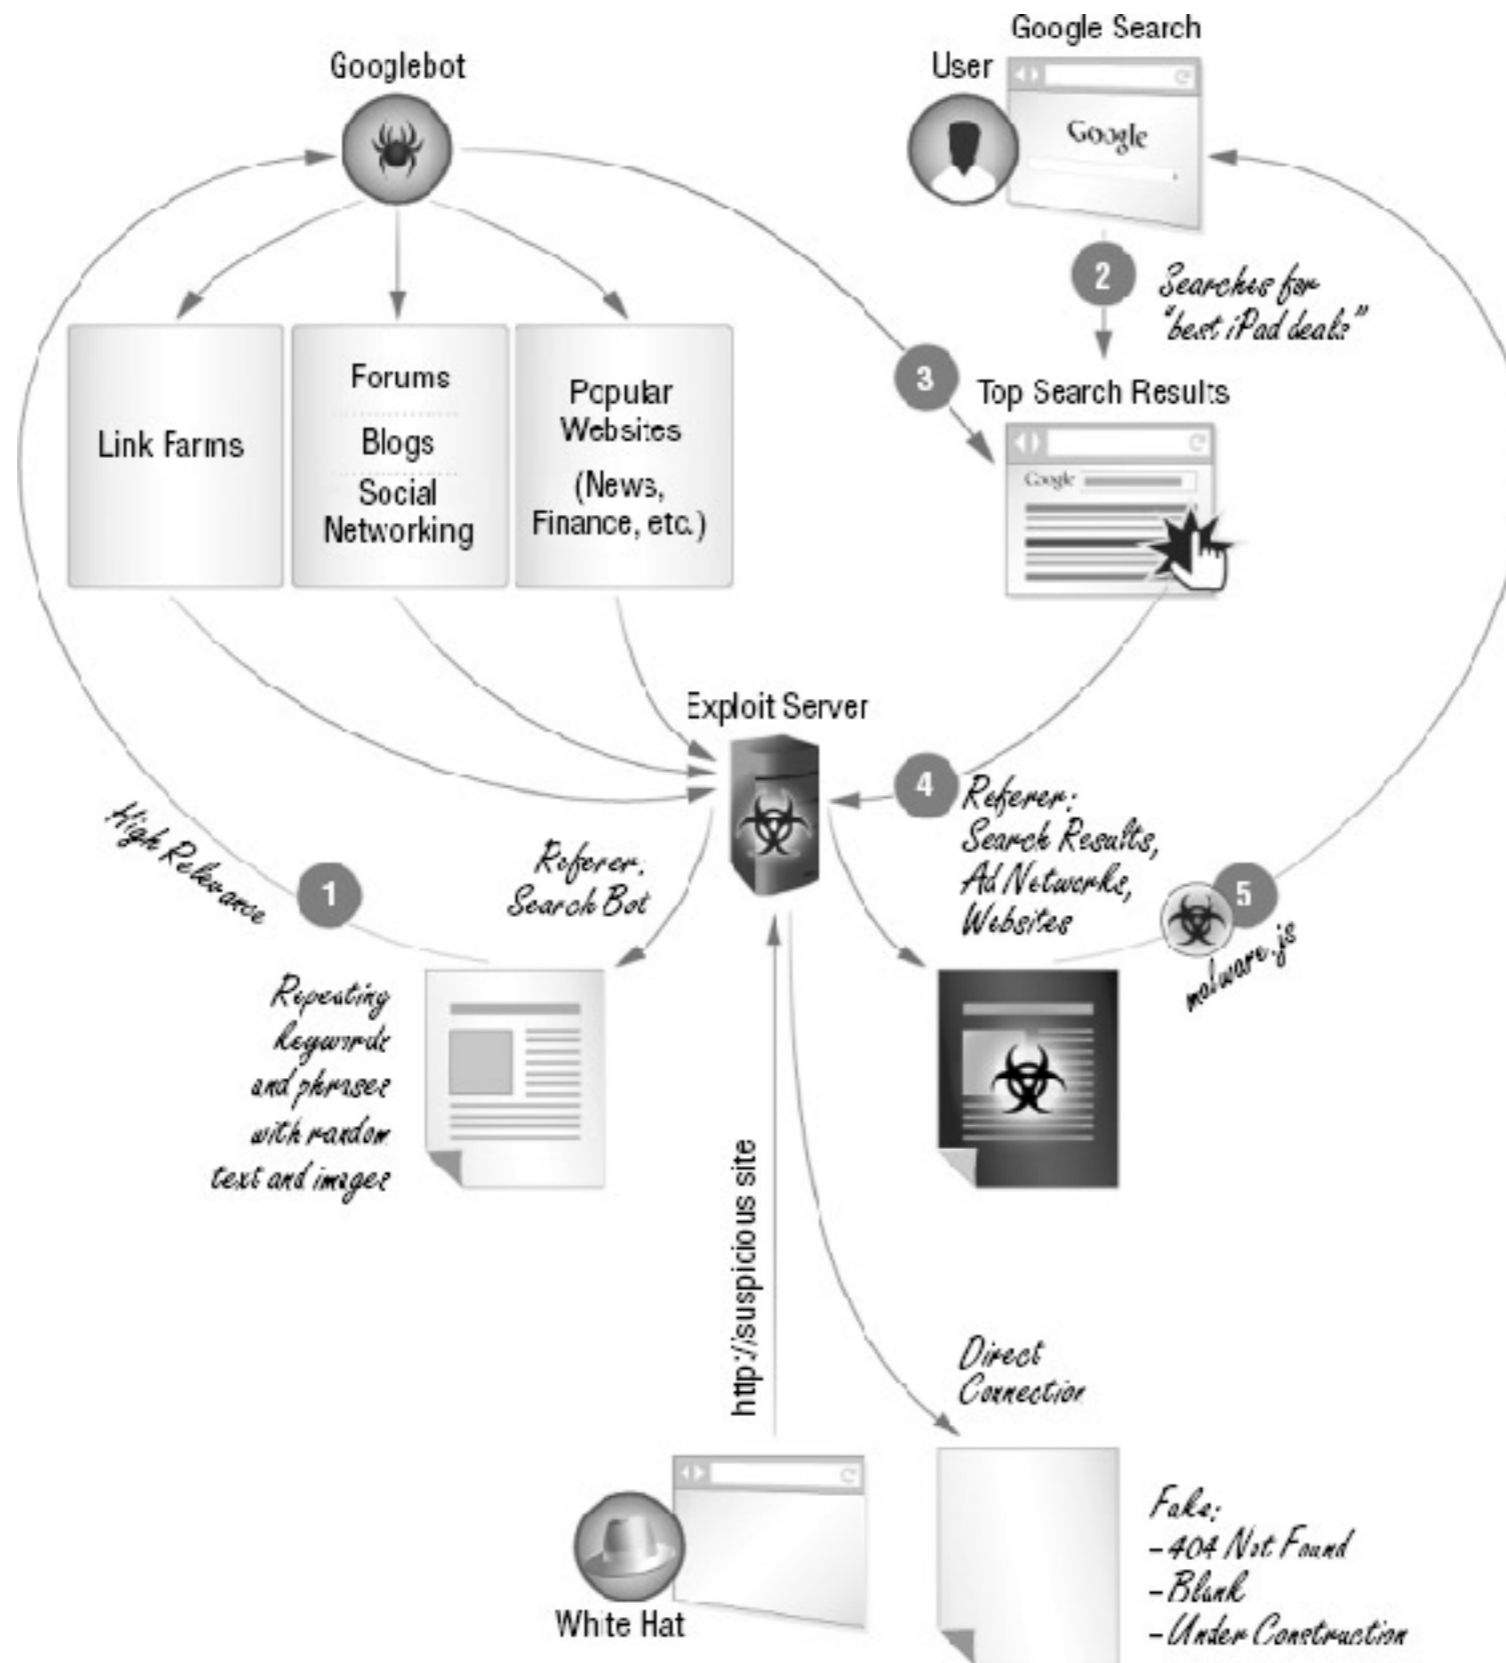 Google Search
Googlebot
User
Google
2
Searches for
"best iPad deals"
3
Top Search Results
Google
Link Farms
Forums
Blogs
Social
Networking
Popular
Websites
(News,
Finance, etc.)
Exploit Server
4
Referer:
Search Results,
Ad Networks,
Websites
High Relevance
1
Referer:
Search Bot
5
malware.js
Repeating
keywords
and phrases
with random
text and images
http://suspicious site
Direct
Connection
White Hat
Fake:
-404 Not Found
-Blank
-Under Construction